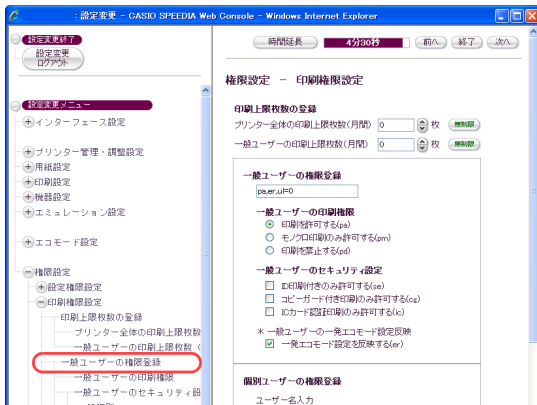 : 設定変更 - CASIO SPEEDIA Web Console - Windows Internet Explorer
設定変更終了
設定変更
ログアウト
設定変更メニュー
インターフェース設定
プリンター管理・調整設定
用紙設定
印刷設定
機器設定
エミュレーション設定
エコモード設定
権限設定
設定権限設定
印刷権限設定
印刷上限枚数の登録
プリンター全体の印刷上限枚数
一般ユーザーの印刷上限枚数 (
一般ユーザーの権限登録
一般ユーザーの印刷権限
一般ユーザーのセキュリティ設
時間延長 4分30秒 前へ 終了 次へ
権限設定 － 印刷権限設定
印刷上限枚数の登録
プリンター全体の印刷上限枚数(月間) 0 枚 無制限
一般ユーザーの印刷上限枚数(月間) 0 枚 無制限
一般ユーザーの権限登録
pa,er,ul=0
一般ユーザーの印刷権限
印刷を許可する(pa)
モノクロ印刷のみ許可する(pm)
印刷を禁止する(pd)
一般ユーザーのセキュリティ設定
ID印刷付きのみ許可する(se)
コピーガード付き印刷のみ許可する(cg)
ICカード認証印刷のみ許可する(ic)
＊ 一般ユーザーの一発エコモード設定反映
一発エコモード設定を反映する(er)
個別ユーザーの権限登録
ユーザー名入力